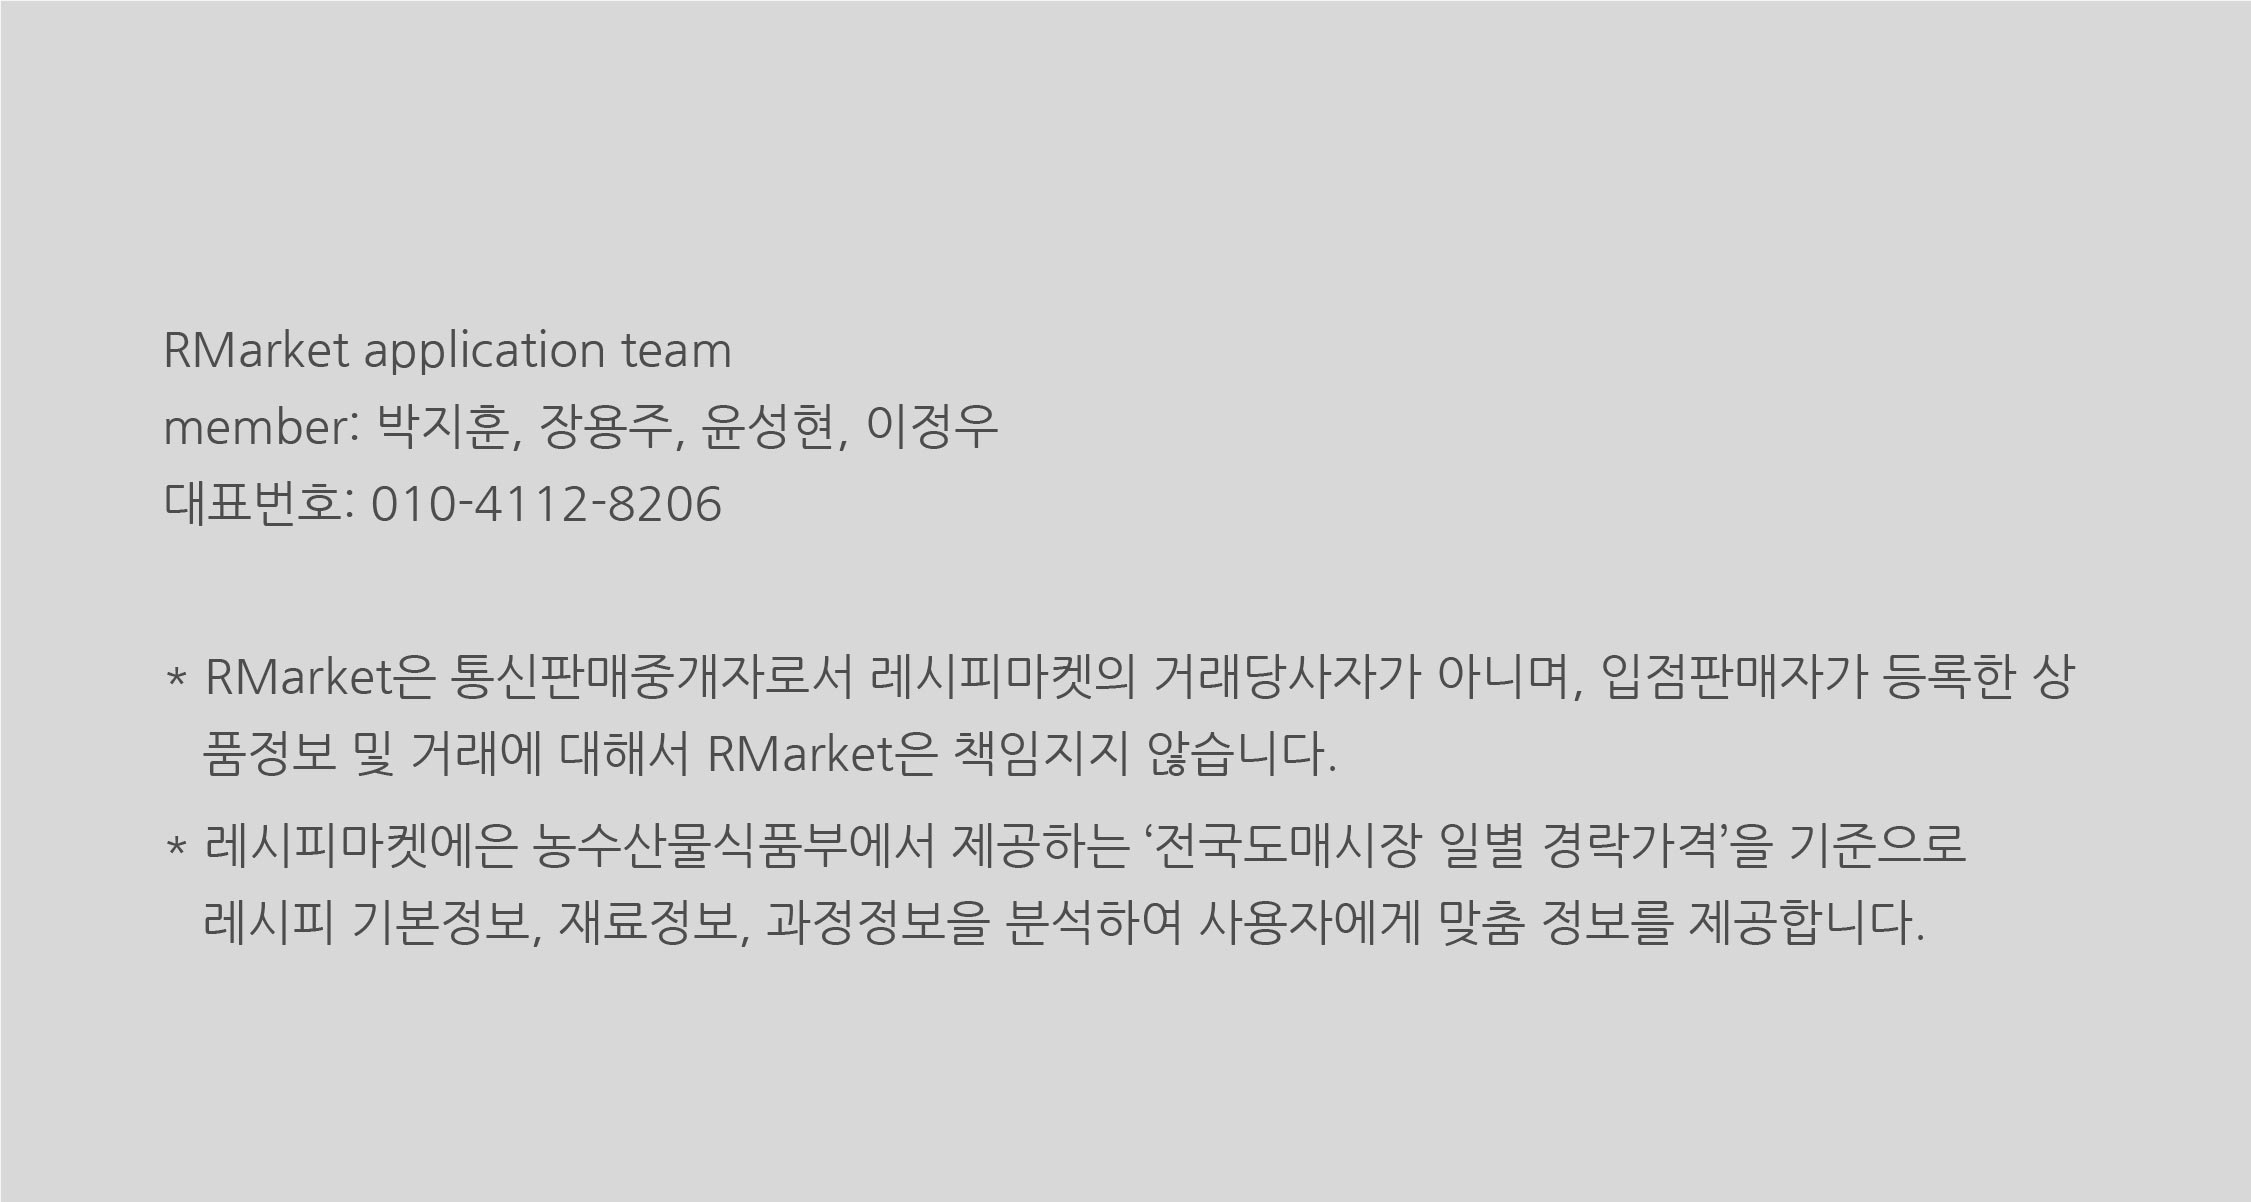 RMarket application team
member: 박지훈, 장용주, 윤성현, 이정우
대표번호: 010-4112-8206
* RMarket은 통신판매중개자로서 레시피마켓의 거래당사자가 아니며, 입점판매자가 등록한 상
품정보 및 거래에 대해서 RMarket은 책임지지 않습니다.
* 레시피마켓에은 농수산물식품부에서 제공하는 ‘전국도매시장 일별 경락가격’을 기준으로
레시피 기본정보, 재료정보, 과정정보을 분석하여 사용자에게 맞춤 정보를 제공합니다.